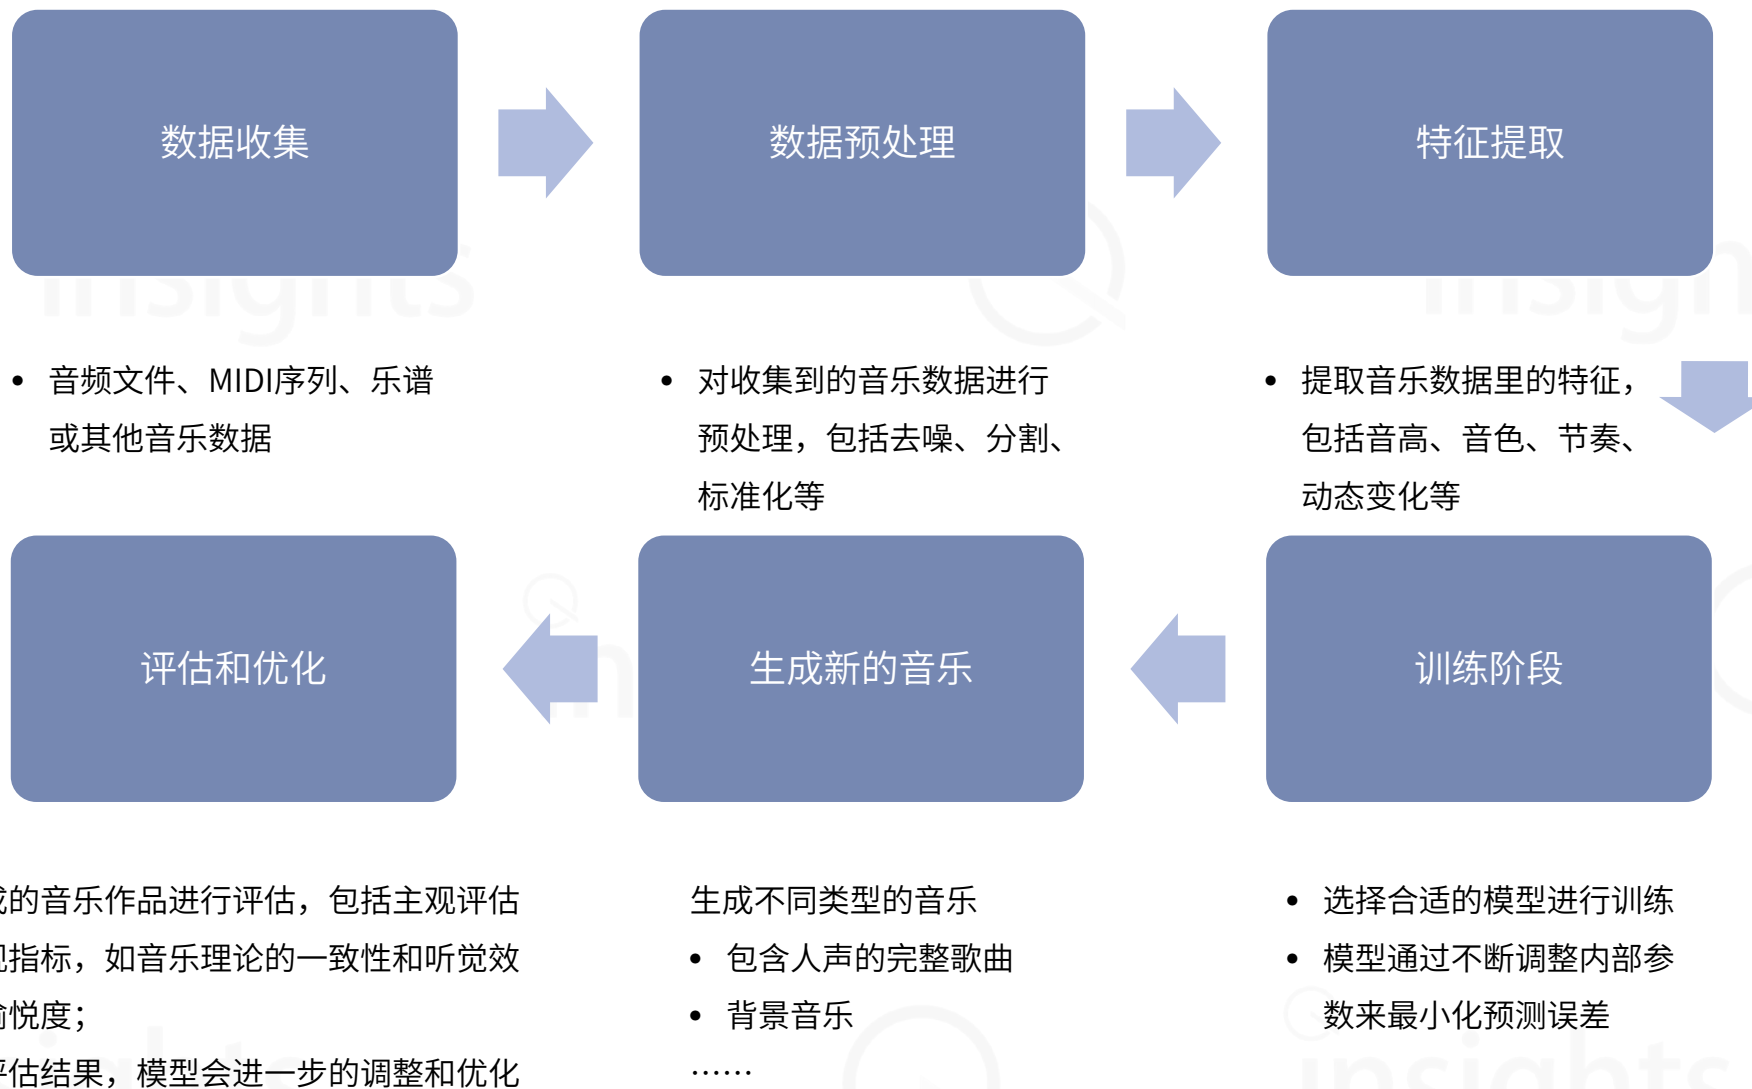 数据收集
数据预处理
特征提取
• 音频文件、MIDI序列、乐谱
或其他音乐数据
• 对收集到的音乐数据进行
预处理，包括去噪、分割、
标准化等
• 提取音乐数据里的特征，
包括音高、音色、节奏、
动态变化等
评估和优化
生成新的音乐
训练阶段
的音乐作品进行评估，包括主观评估
指标，如音乐理论的一致性和听觉效
悦度；
评估结果，模型会进一步的调整和优化
生成不同类型的音乐
• 包含人声的完整歌曲
• 背景音乐
……
• 选择合适的模型进行训练
• 模型通过不断调整内部参
数来最小化预测误差
insights
insights